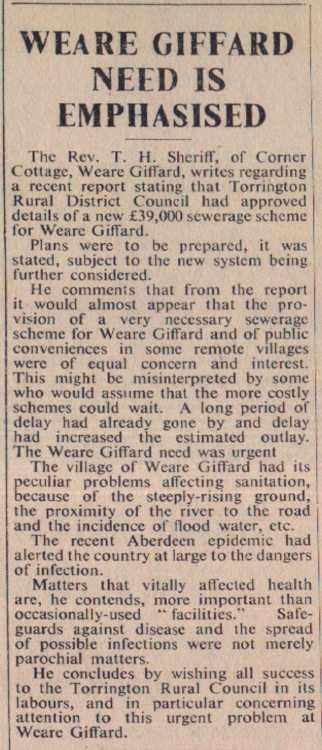 WEARE GIFFARD
NEED IS
EMPHASISED
The Rev. T. H. Sheriff, of Corner
Cottage, Weare Giffard, writes regarding
a recent report stating that Torrington
Rural District Council had approved
details of a new £39,000 sewerage scheme
for Weare Giffard.
Plans were to be prepared, it was
stated, subject to the new system being
further considered.
He comments that from the report
it would almost appear that the pro-
vision of a very necessary sewerage
scheme for Weare Giffard and of public
conveniences in some remote villages
were of equal concern and interest.
This might be misinterpreted by some
who would assume that the more costly
schemes could wait. A long period of
delay had already gone by and delay
had increased the estimated outlay.
The Weare Giffard need was urgent
The village of Weare Giffard had its
peculiar problems affecting sanitation,
because of the steeply-rising ground,
the proximity of the river to the road
and the incidence of flood water, etc.
The recent Aberdeen epidemic had
alerted the country at large to the dangers
of infection.
Matters that vitally affected health
are, he contends, more important than
occasionally-used "facilities." Safe-
guards against disease and the spread
of possible infections were not merely
parochial matters.
He concludes by wishing all success
to the Torrington Rural Council in its
labours, and in particular concerning
attention to this urgent problem at
Weare Giffard.